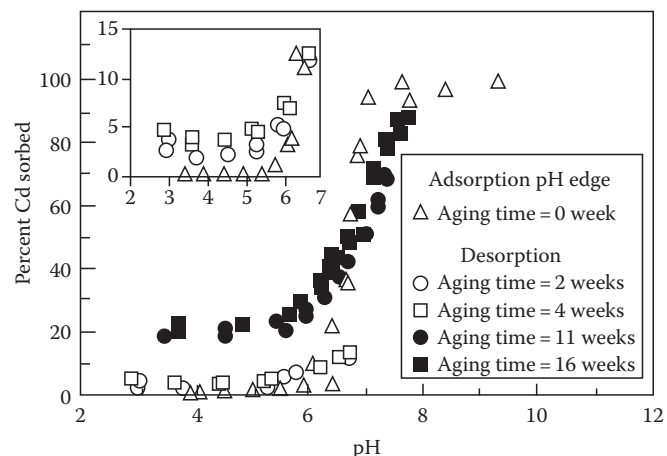 15
10
5
0
2 3 4 5 6 7
100
80
60
40
20
0
Percent Cd sorbed
2 4 6 8 10 12
pH
Adsorption pH edge
Aging time = 0 week
Desorption
Aging time = 2 weeks
Aging time = 4 weeks
Aging time = 11 weeks
Aging time = 16 weeks